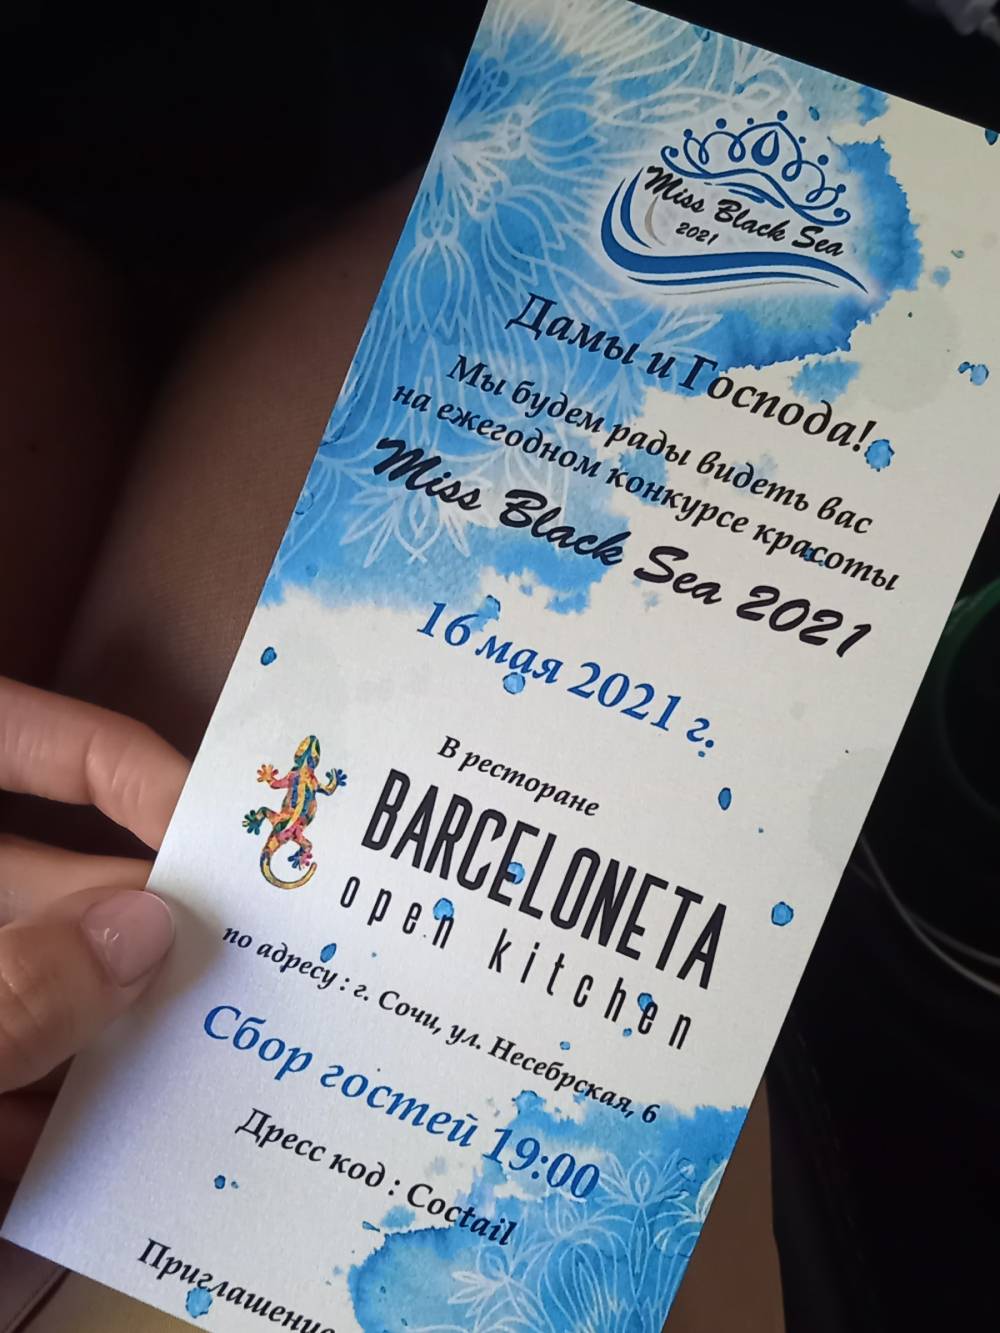 Miss Black Sea
2021
Дамы и Господа!
Мы будем рады видеть вас
на ежегодном конкурсе красоты
Miss Black Sea 2021
16 мая 2021 г.
В ресторане
BARCELONETA
open kitchen
по адресу : г. Сочи, ул. Несебрская, 6
Сбор гостей 19:00
Дресс код : Coctail
Приглашение